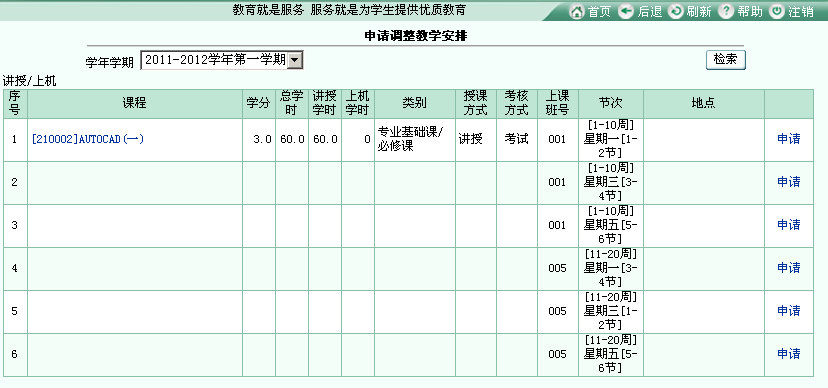 教育就是服务 服务就是为学生提供优质教育 首页 后退 刷新 帮助 注销
申请调整教学安排
学年学期 2011-2012学年第一学期 检索
讲授/上机
序号 课程 学分 总学时 讲授学时 上机学时 类别 授课方式 考核方式 上课班号 节次 地点
1 [210002]AUTOCAD(一) 3.0 60.0 60.0 0 专业基础课/必修课 讲授 考试 001 [1-10周]星期一[1-2节] 申请
2 001 [1-10周]星期三[3-4节] 申请
3 001 [1-10周]星期五[5-6节] 申请
4 005 [11-20周]星期一[3-4节] 申请
5 005 [11-20周]星期三[1-2节] 申请
6 005 [11-20周]星期五[5-6节] 申请